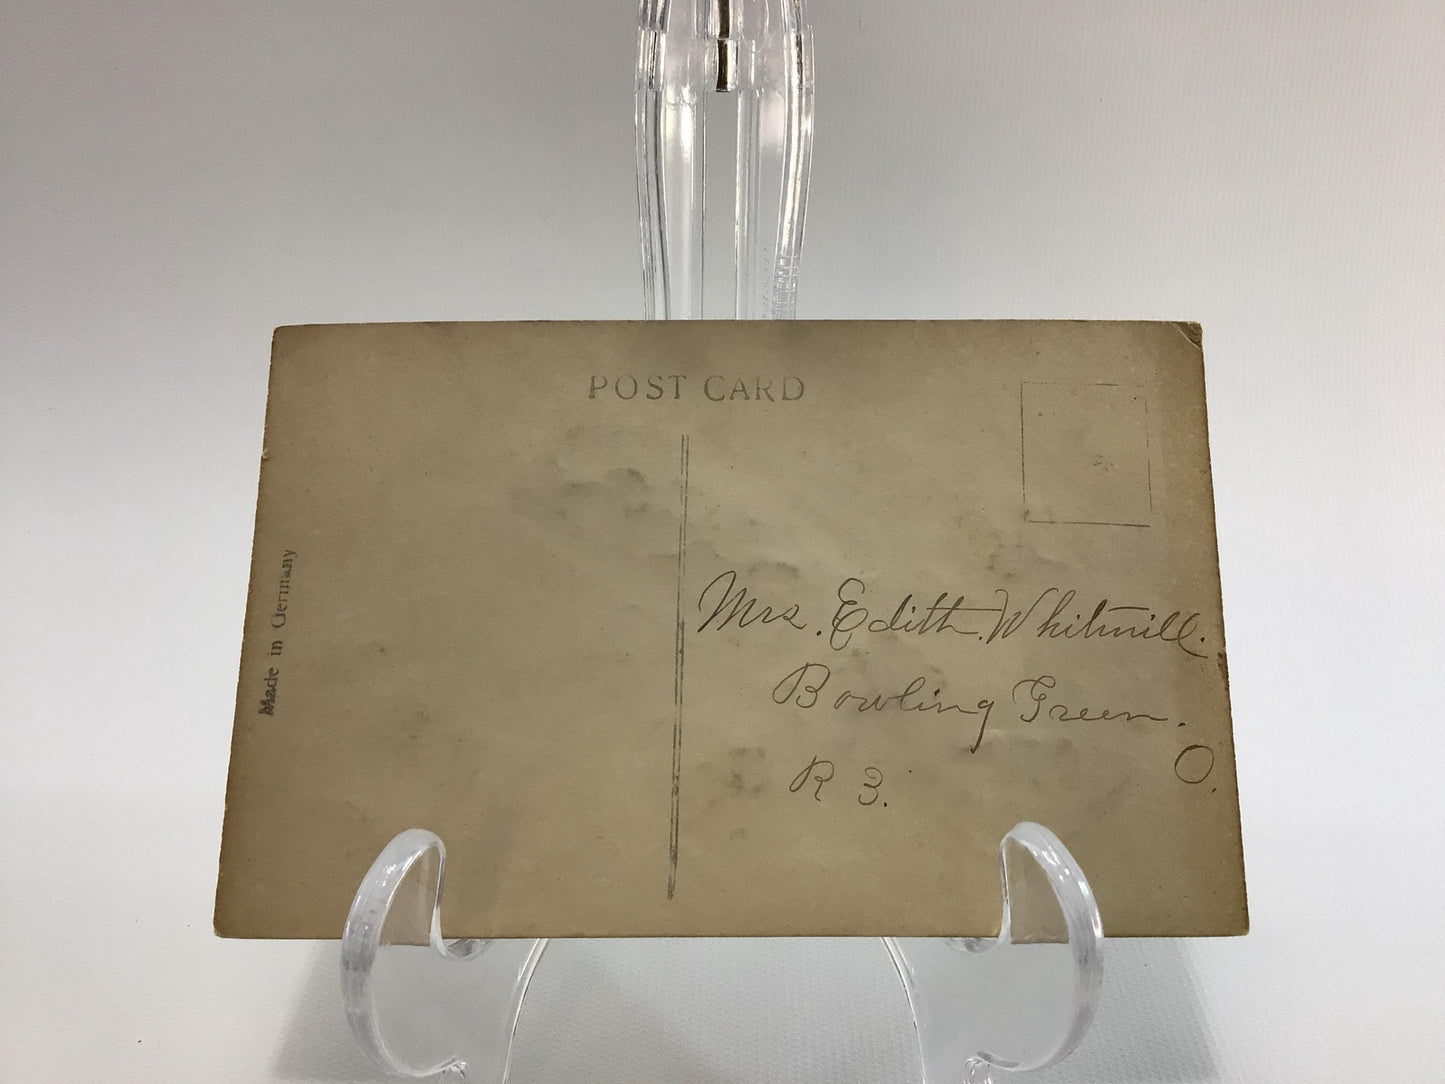 POST CARD
Made in Germany
Mrs. Edith Whitmill.
Bowling Green.
O.
R 3.